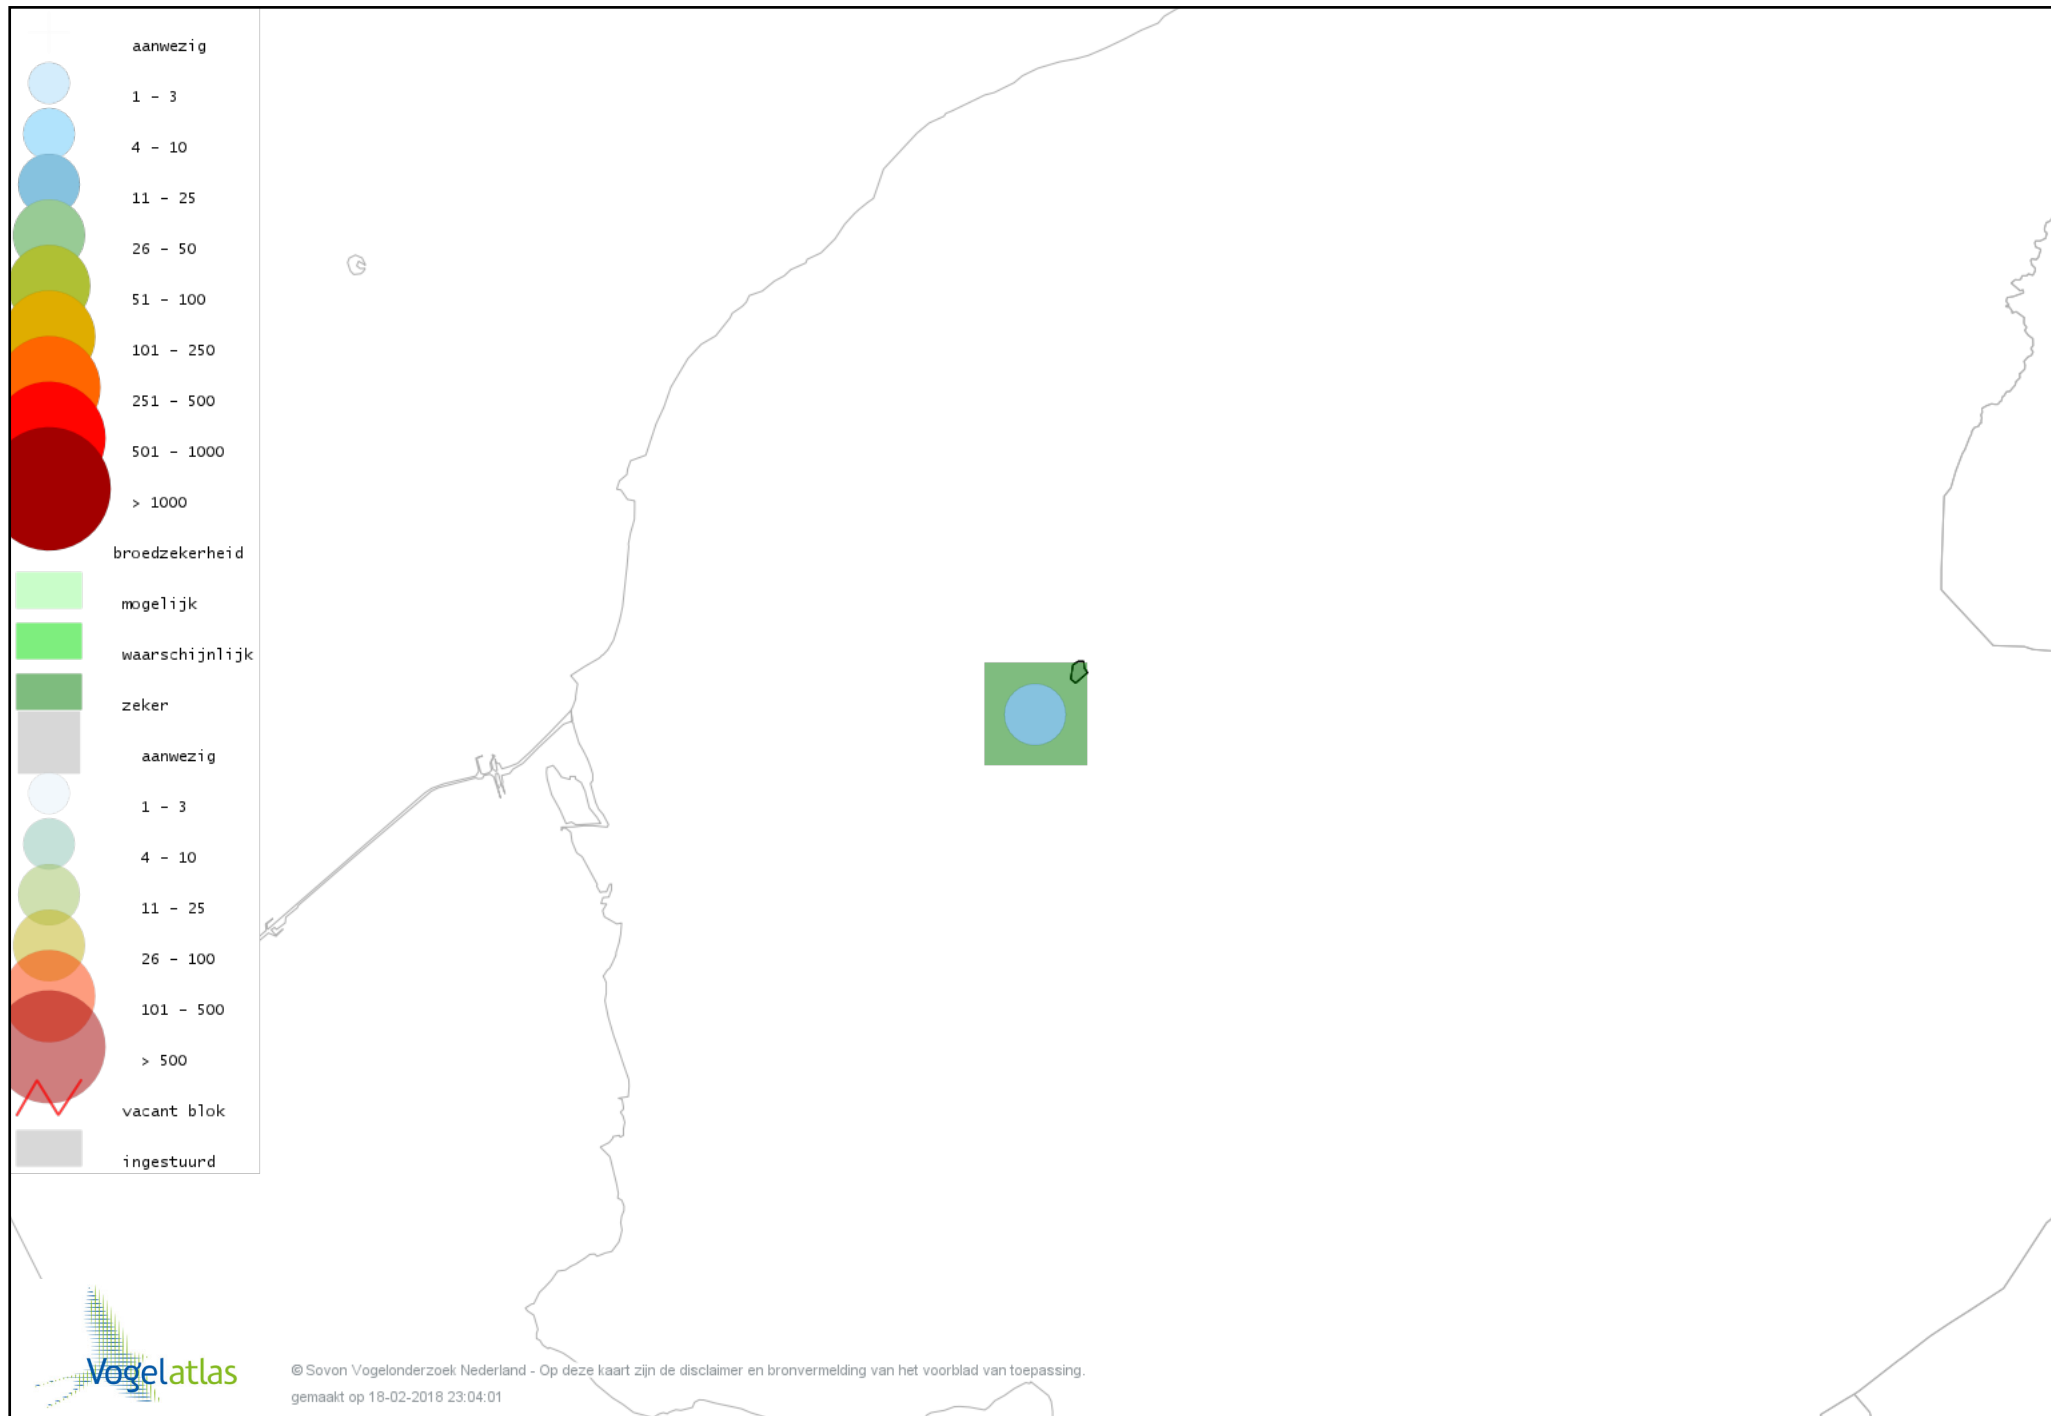 aanwezig
1 - 3
4 - 10
11 - 25
26 - 50
51 - 100
101 - 250
251 - 500
501 - 1000
> 1000
broedzekerheid
mogelijk
waarschijnlijk
zeker
aanwezig
1 - 3
4 - 10
11 - 25
26 - 100
101 - 500
> 500
vacant blok
ingestuurd
Vogelatlas
© Sovon Vogelonderzoek Nederland - Op deze kaart zijn de disclaimer en bronvermelding van het voorblad van toepassing.
gemaakt op 18-02-2018 23:04:01